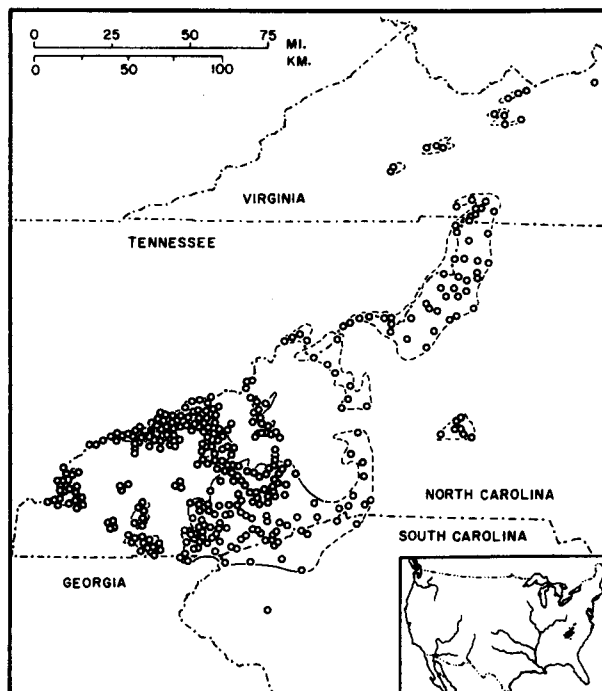 0 25 50 75 MI.
0 50 100 KM.
VIRGINIA
TENNESSEE
NORTH CAROLINA
SOUTH CAROLINA
GEORGIA